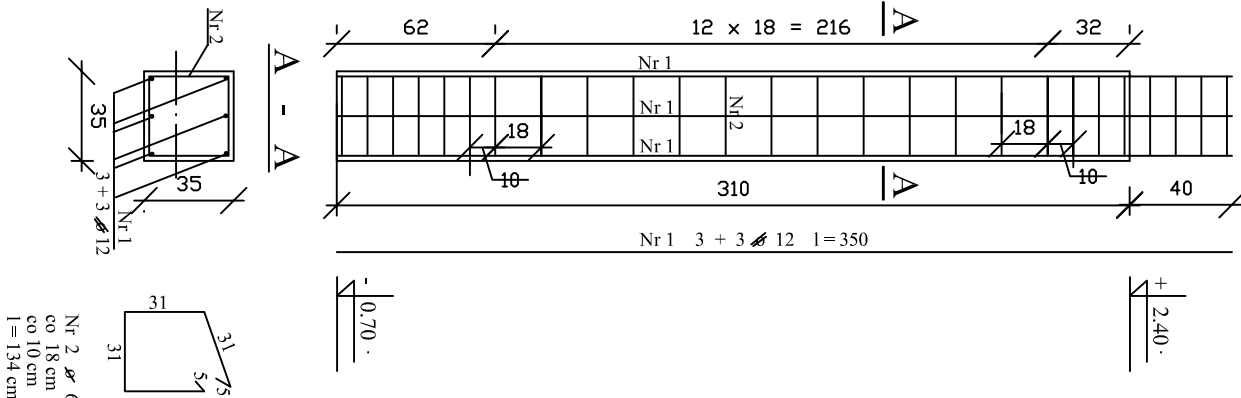 Nr 2
A - A
35
35
3 + 3 ø 12
Nr 1
62
12 x 18 = 216
A
32
Nr 1
Nr 1
Nr 2
Nr 1
18
10
18
10
A
310
40
Nr 1 3 + 3 ø 12 l = 350
- 0.70
+ 2.40
31
31
31
5
5
Nr 2 ø 6
co 18 cm
co 10 cm
l = 134 cm